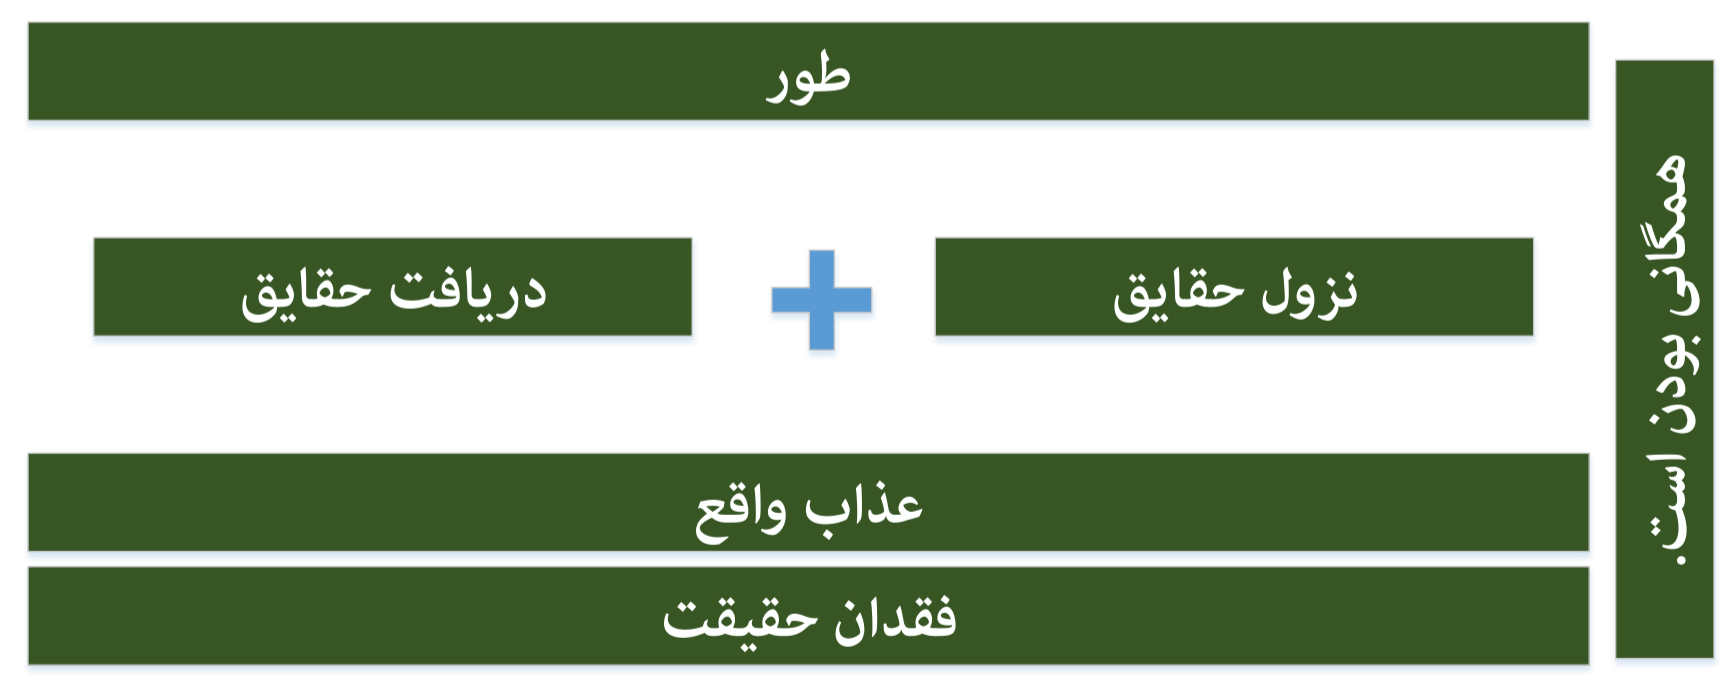 طور
نزول حقایق
دریافت حقایق
عذاب واقع
فقدان حقیقت
همگانی بودن است.